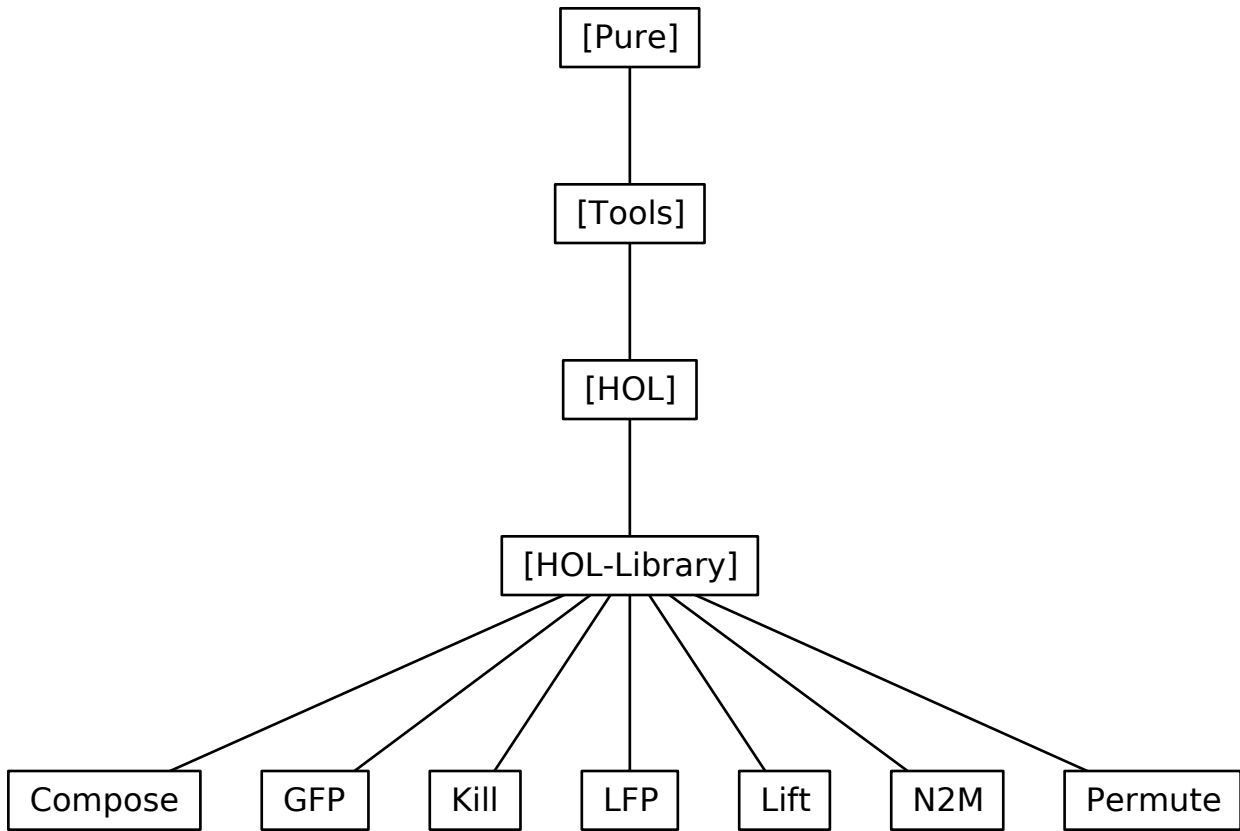 [Pure]
[Tools]
[HOL]
[HOL-Library]
Compose GFP Kill LFP Lift N2M Permute